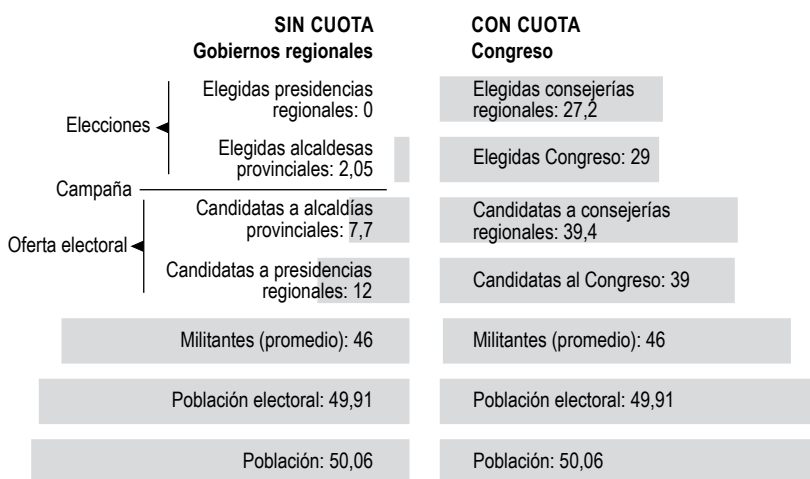 SIN CUOTA
Gobiernos regionales
CON CUOTA
Congreso
Elecciones
Elegidas presidencias
regionales: 0
Elegidas consejerías
regionales: 27,2
Elegidas alcaldesas
provinciales: 2,05
Elegidas Congreso: 29
Campaña
Oferta electoral
Candidatas a alcaldías
provinciales: 7,7
Candidatas a consejerías
regionales: 39,4
Candidatas a presidencias
regionales: 12
Candidatas al Congreso: 39
Militantes (promedio): 46
Militantes (promedio): 46
Población electoral: 49,91
Población electoral: 49,91
Población: 50,06
Población: 50,06